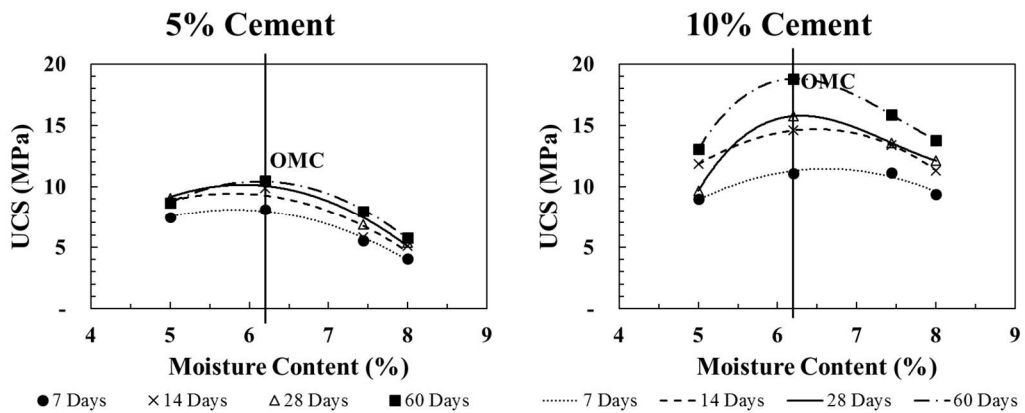 5% Cement
20
15
10
5
-
UCS (MPa)
OMC
4 5 6 7 8 9
Moisture Content (%)
10% Cement
20
15
10
5
-
UCS (MPa)
OMC
4 5 6 7 8 9
Moisture Content (%)
7 Days 14 Days 28 Days 60 Days
7 Days 14 Days 28 Days 60 Days